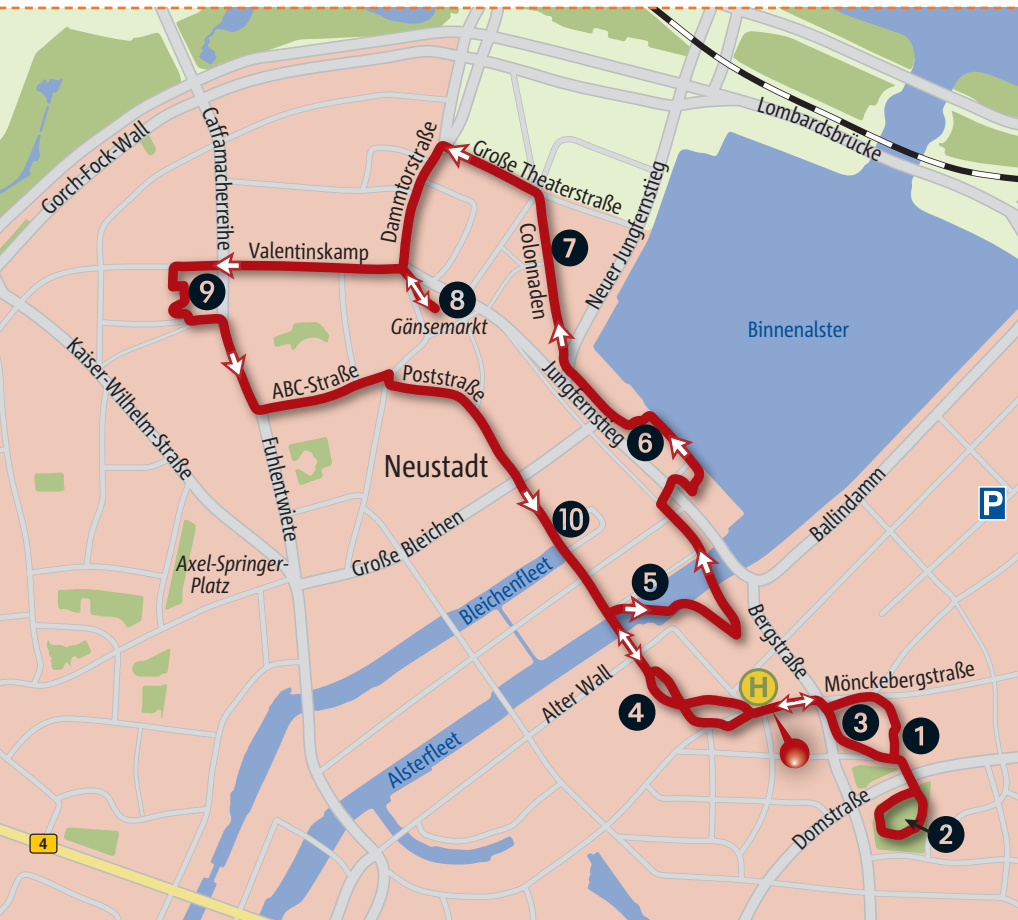 Lombardsbrücke
Gorch-Fock-Wall
Caffamacherreihe
Dammtorstraße
Große Theaterstraße
Neuer Jungfernstieg
Colonnaden
7
Valentinskamp
9
8
Gänsemarkt
Binnenalster
Kaiser-Wilhelm-Straße
ABC-Straße
Poststraße
Jungfernstieg
6
Fuhlentwiete
Neustadt
Ballindamm
P
10
Große Bleichen
Axel-Springer-
Platz
Bleichenfleet
5
Bergstraße
Alter Wall
H
Mönckebergstraße
4
3
1
Alsterfleet
Domstraße
2
4